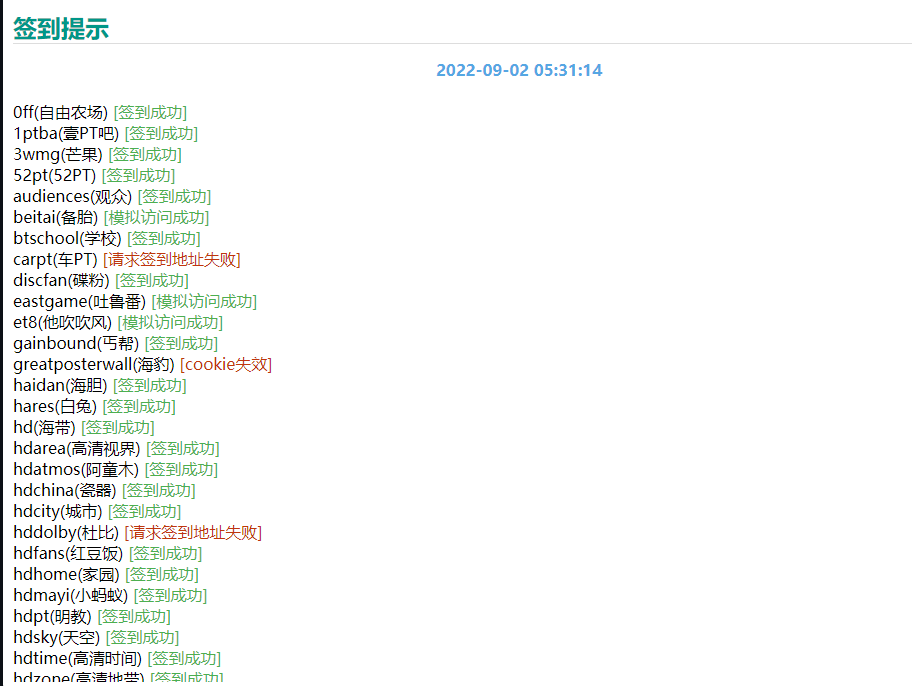 签到提示
2022-09-02 05:31:14
0ff(自由农场) [签到成功]
1ptba(壹PT吧) [签到成功]
3wmg(芒果) [签到成功]
52pt(52PT) [签到成功]
audiences(观众) [签到成功]
beitai(备胎) [模拟访问成功]
btschool(学校) [签到成功]
carpt(车PT) [请求签到地址失败]
discfan(碟粉) [签到成功]
eastgame(吐鲁番) [模拟访问成功]
et8(他吹吹风) [模拟访问成功]
gainbound(丐帮) [签到成功]
greatposterwall(海豹) [cookie失效]
haidan(海胆) [签到成功]
hares(白兔) [签到成功]
hd(海带) [签到成功]
hdarea(高清视界) [签到成功]
hdatmos(阿童木) [签到成功]
hdchina(瓷器) [签到成功]
hdcity(城市) [签到成功]
hddolby(杜比) [请求签到地址失败]
hdfans(红豆饭) [签到成功]
hdhome(家园) [签到成功]
hdmayi(小蚂蚁) [签到成功]
hdpt(明教) [签到成功]
hdsky(天空) [签到成功]
hdtime(高清时间) [签到成功]
hdzone(高清地带) [签到成功]